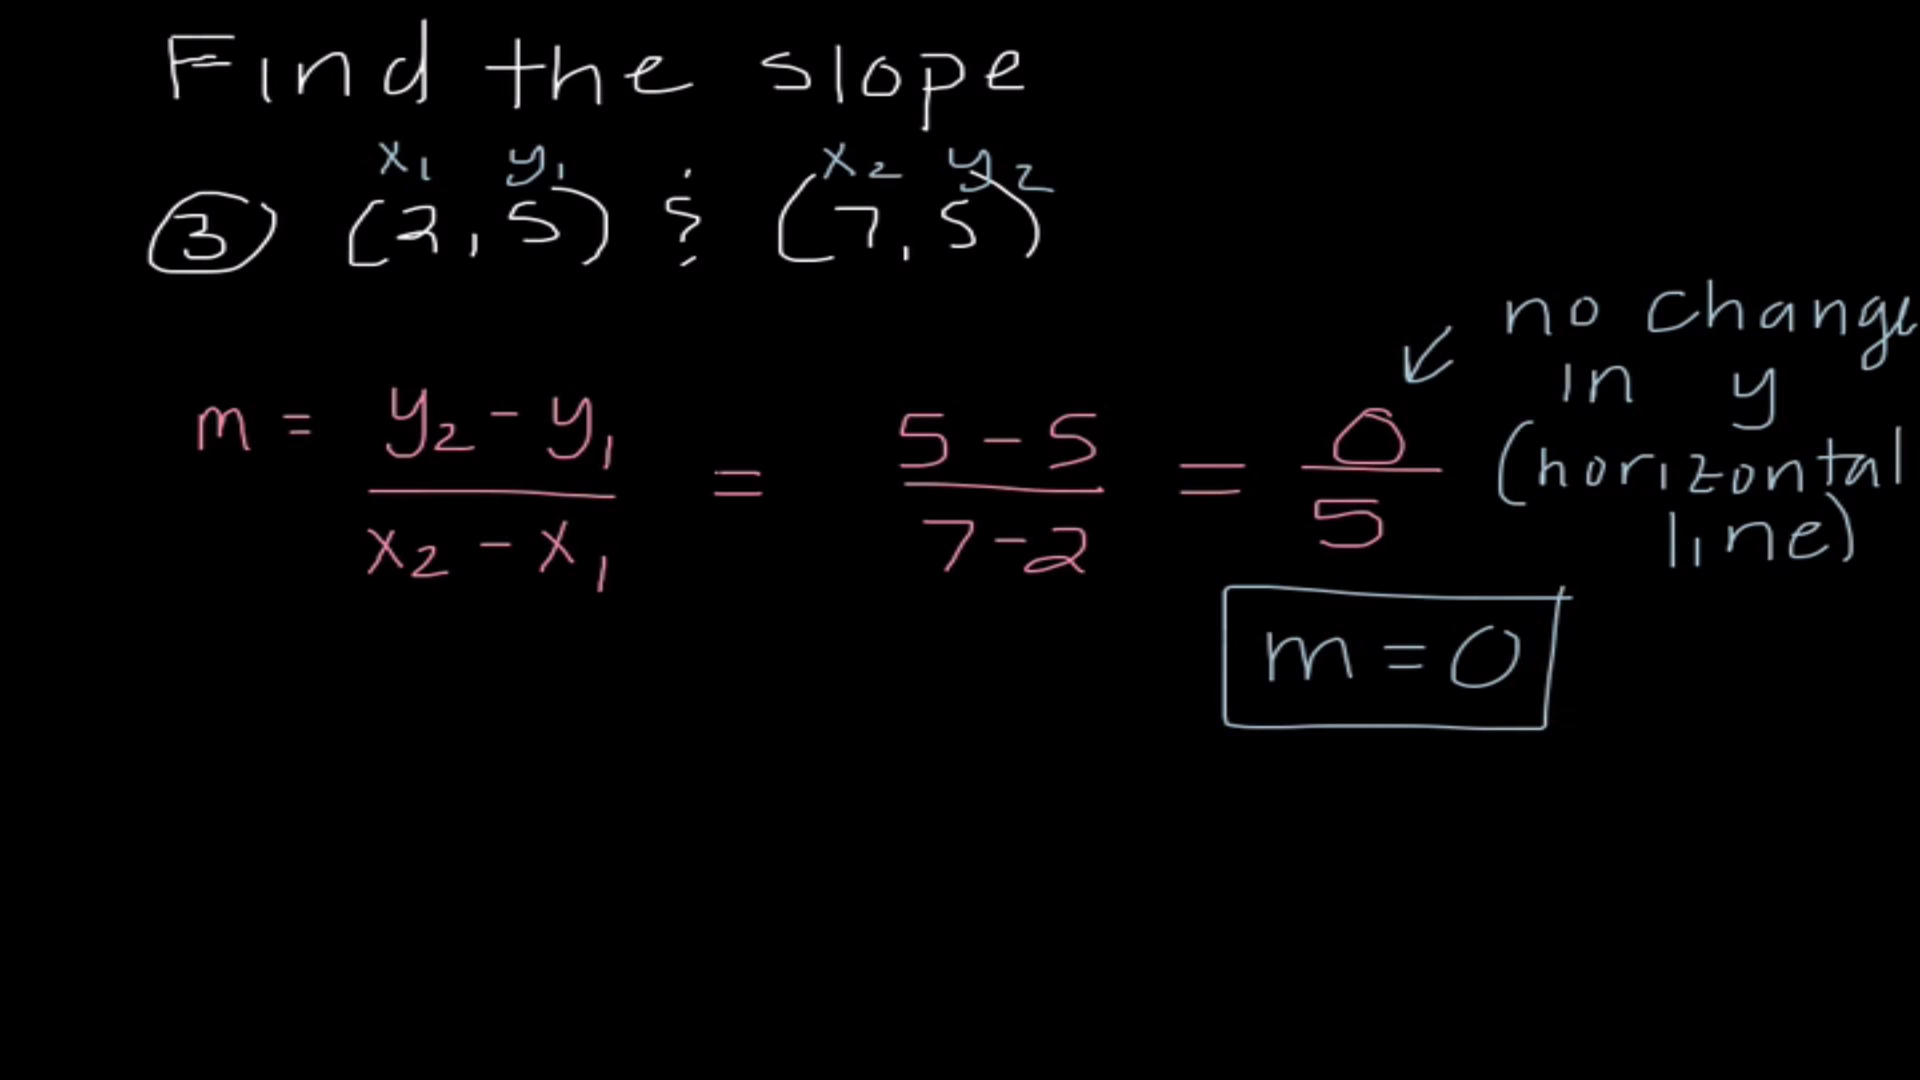 Find the slope
x₁ y₁ x₂ y₂
③ (2, 5) & (7, 5)
m = y₂ - y₁ / x₂ - x₁ = 5 - 5 / 7 - 2 = 0 / 5
no change
in y
(horizontal
line)
m = 0